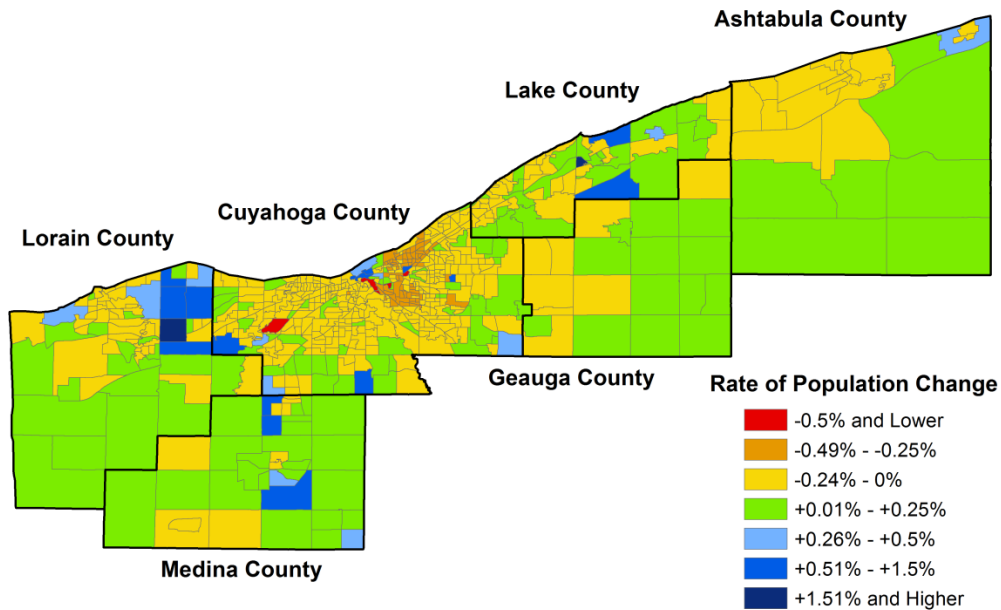 Ashtabula County
Lake County
Cuyahoga County
Lorain County
Geauga County
Medina County
Rate of Population Change
-0.5% and Lower
-0.49% - -0.25%
-0.24% - 0%
+0.01% - +0.25%
+0.26% - +0.5%
+0.51% - +1.5%
+1.51% and Higher